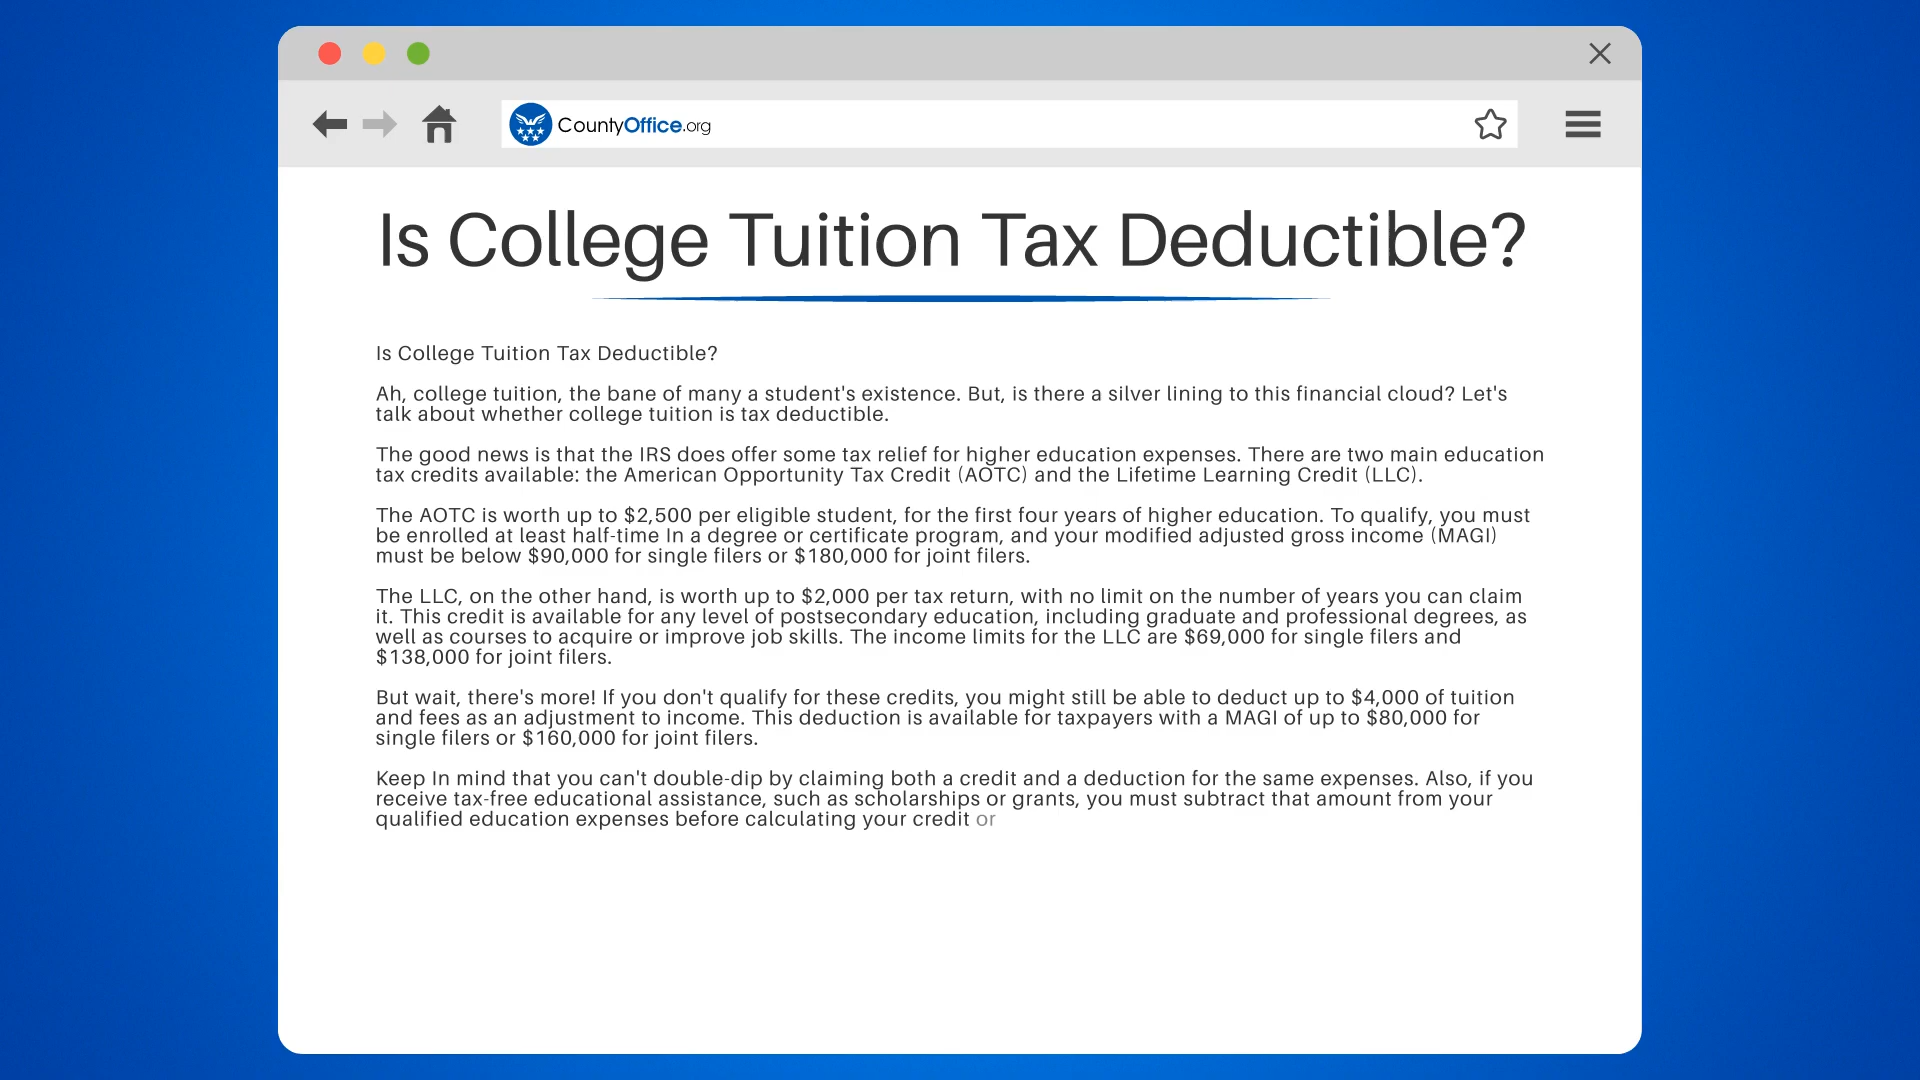 CountyOffice.org
Is College Tuition Tax Deductible?
Is College Tuition Tax Deductible?
Ah, college tuition, the bane of many a student's existence. But, is there a silver lining to this financial cloud? Let's
talk about whether college tuition is tax deductible.
The good news is that the IRS does offer some tax relief for higher education expenses. There are two main education
tax credits available: the American Opportunity Tax Credit (AOTC) and the Lifetime Learning Credit (LLC).
The AOTC is worth up to $2,500 per eligible student, for the first four years of higher education. To qualify, you must
be enrolled at least half-time In a degree or certificate program, and your modified adjusted gross income (MAGI)
must be below $90,000 for single filers or $180,000 for joint filers.
The LLC, on the other hand, is worth up to $2,000 per tax return, with no limit on the number of years you can claim
it. This credit is available for any level of postsecondary education, including graduate and professional degrees, as
well as courses to acquire or improve job skills. The income limits for the LLC are $69,000 for single filers and
$138,000 for joint filers.
But wait, there's more! If you don't qualify for these credits, you might still be able to deduct up to $4,000 of tuition
and fees as an adjustment to income. This deduction is available for taxpayers with a MAGI of up to $80,000 for
single filers or $160,000 for joint filers.
Keep In mind that you can't double-dip by claiming both a credit and a deduction for the same expenses. Also, if you
receive tax-free educational assistance, such as scholarships or grants, you must subtract that amount from your
qualified education expenses before calculating your credit or